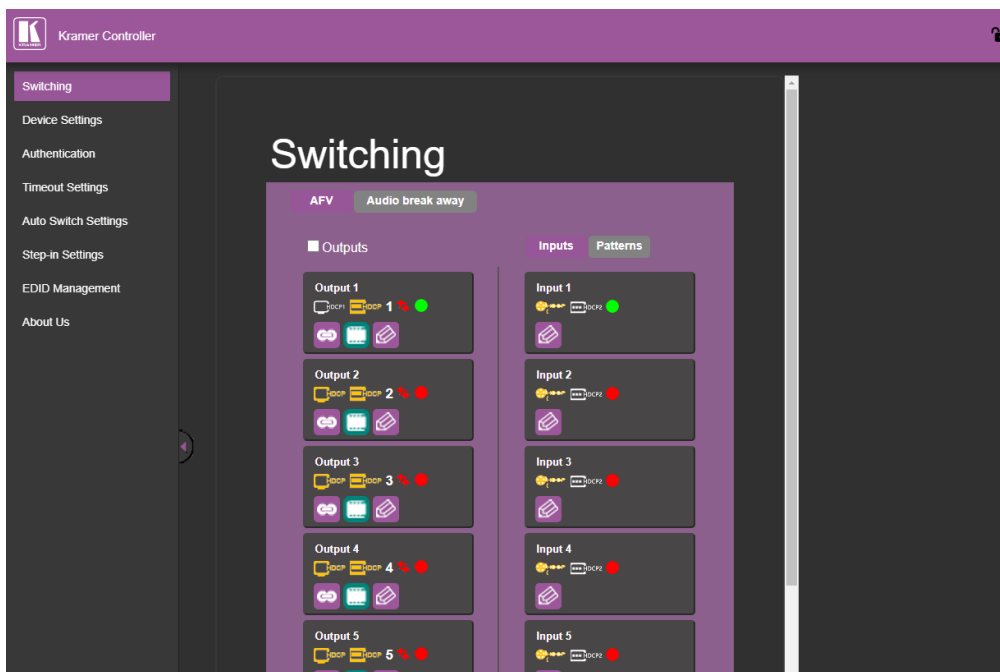 KRAMER
Kramer Controller
Switching
Device Settings
Authentication
Timeout Settings
Auto Switch Settings
Step-in Settings
EDID Management
About Us
Switching
AFV Audio break away
Outputs
Inputs Patterns
Output 1
HDCP1 HDCP 1
Input 1
HDCP2
Output 2
HDCP HDCP 2
Input 2
HDCP2
Output 3
HDCP HDCP 3
Input 3
HDCP2
Output 4
HDCP HDCP 4
Input 4
HDCP2
Output 5
HDCP HDCP 5
Input 5
HDCP2